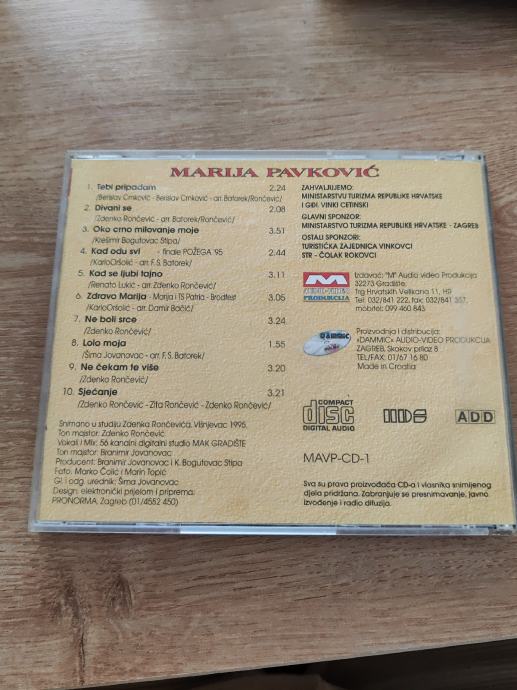 MARIJA PAVKOVIĆ
1. Tebi pripadam 2.24
/Berislav Crnković - Berislav Crnković - arr. Batorek/Rončević/
2. Divani se 2.08
/Zdenko Rončević - arr. Batorek/Rončević/
3. Oko crno milovanje moje 3.51
/Krešimir Bogutovac Stipa/
4. Kad odu svi - finale POŽEGA '95 2.44
/Karlo Oršolić - arr. F.S. Batorek/
5. Kad se ljubi tajno 3.11
/Renato Lukić - arr. Zdenko Rončević/
6. Zdravo Marija - Marija i TS Patria - Brodfest 3.05
/Karlo Oršolić - arr. Damir Bačić/
7. Ne boli srce 3.24
/Zdenko Rončević/
8. Lolo moja 1.55
/Šima Jovanovac - arr. F.S. Batorek/
9. Ne čekam te više 3.20
/Zdenko Rončević/
10. Sjećanje 3.21
/Zdenko Rončević - Zita Rončević - Zdenko Rončević/
Snimano u studiju Zdenka Rončevića, Višnjevac 1995.
Ton majstor: Zdenko Rončević
Vokal i Mix: 56 kanalni digitalni studio MAK GRADIŠTE
Ton majstor: Branimir Jovanovac
Producent: Branimir Jovanovac i K. Bogutovac Stipa
Foto: Marko Čolić i Marin Topić
Gl. i odg. urednik: Šima Jovanovac
Design, elektronički prijelom i priprema:
PRONORMA, Zagreb (01/4552 450)
ZAHVALJUJEMO:
MINISTARSTVU TURIZMA REPUBLIKE HRVATSKE
I GĐI. VINKI CETINSKI
GLAVNI SPONZOR:
MINISTARSTVO TURIZMA REPUBLIKE HRVATSKE - ZAGREB
OSTALI SPONZORI:
TURISTIČKA ZAJEDNICA VINKOVCI
STR - ČOLAK ROKOVCI
M
PRODUKCIJA
Izdavač: "M" Audio video Produkcija
32273 Gradište
Trg Hrvatskih Velikana 11, HR
Tel: 032/841 222, fax: 032/841 357,
mobitel: 099 460 843
Proizvodnja i distribucija:
»DAMMIC« AUDIO-VIDEO PRODUKCIJA
ZAGREB, Skokov prilaz 8
TEL/FAX: 01/67 16 80
Made in Croatia
COMPACT
disc
DIGITAL AUDIO
ADD
MAVP-CD-1
Sva su prava proizvođača CD-a i vlasnika snimljenog
djela pridržana. Zabranjuje se presnimavanje, javno
izvođenje i radio difuzija.